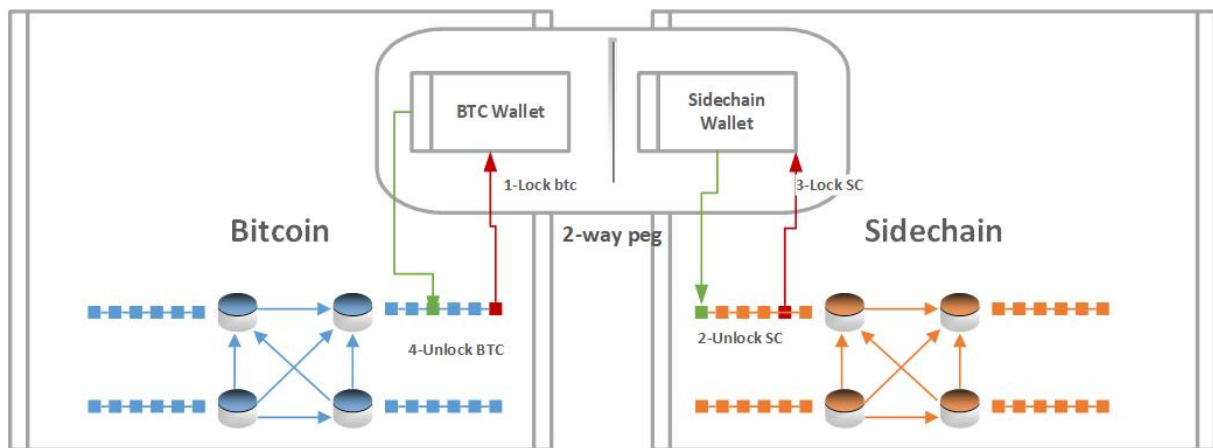 BTC Wallet
Sidechain
Wallet
1-Lock btc
3-Lock SC
Bitcoin
2-way peg
Sidechain
4-Unlock BTC
2-Unlock SC